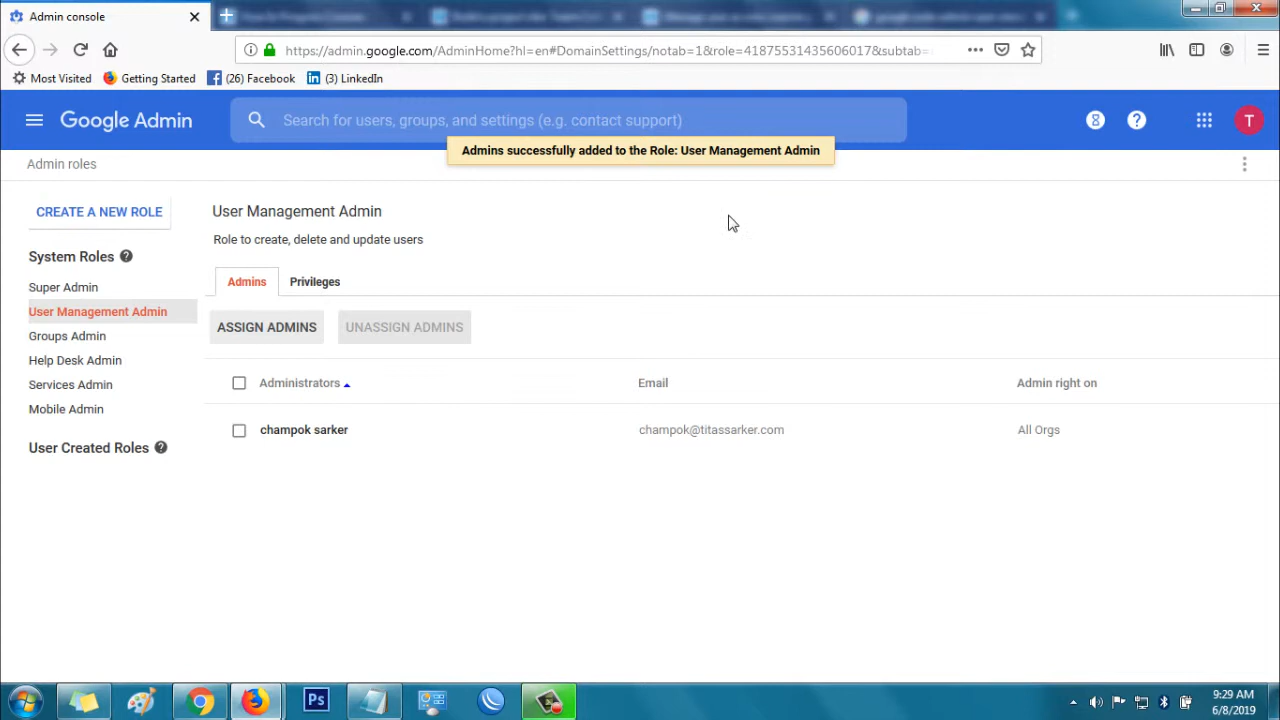 Admin console
https://admin.google.com/AdminHome?hl=en#DomainSettings/notab=1&role=41875531435606017&subtab=
Most Visited Getting Started (26) Facebook (3) LinkedIn
Google Admin Search for users, groups, and settings (e.g. contact support) T
Admins successfully added to the Role: User Management Admin
Admin roles
CREATE A NEW ROLE
System Roles
Super Admin
User Management Admin
Groups Admin
Help Desk Admin
Services Admin
Mobile Admin
User Created Roles
User Management Admin
Role to create, delete and update users
Admins Privileges
ASSIGN ADMINS UNASSIGN ADMINS
Administrators Email Admin right on
champok sarker champok@titassarker.com All Orgs
Ps
9:29 AM
6/8/2019